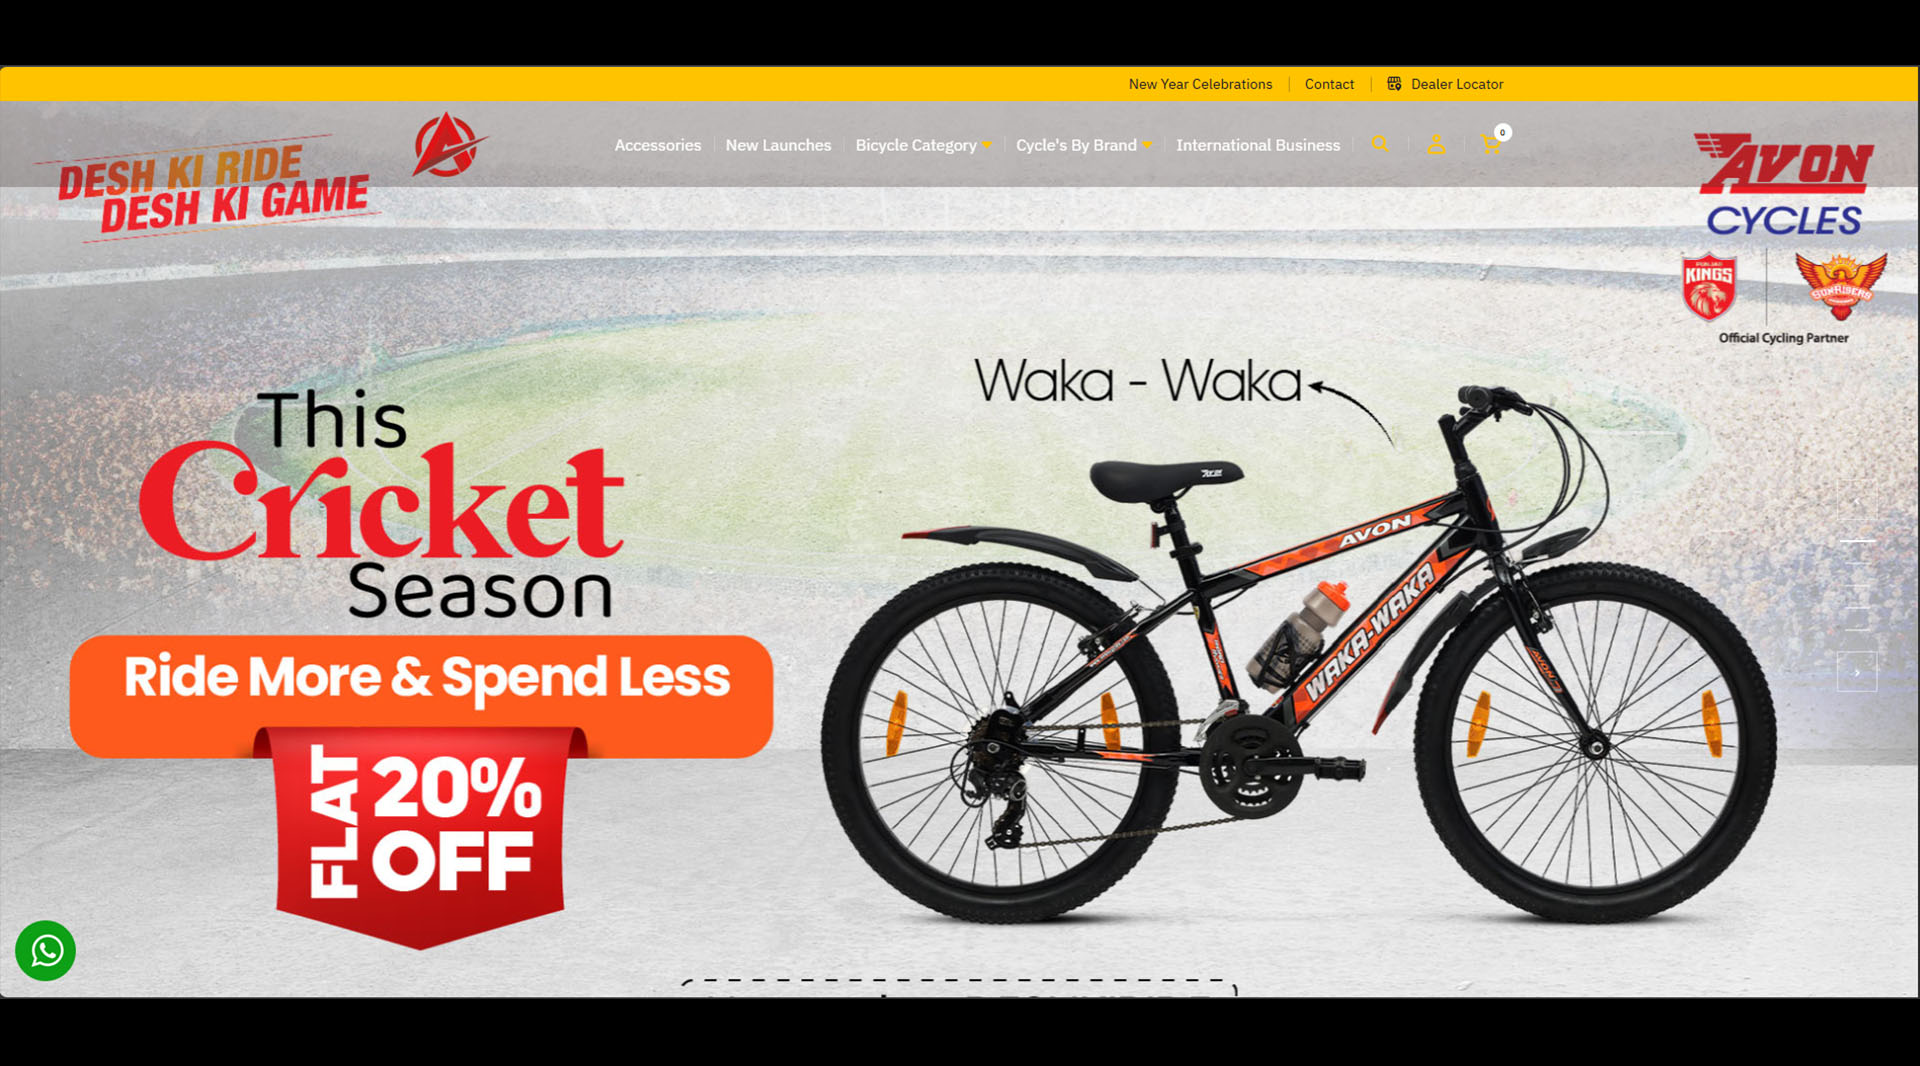 New Year Celebrations
Contact
Dealer Locator
Accessories
New Launches
Bicycle Category
Cycle's By Brand
International Business
0
DESH KI RIDE
DESH KI GAME
AVON
CYCLES
KINGS
SUNRISERS
Official Cycling Partner
This
Cricket
Season
Ride More & Spend Less
FLAT
20%
OFF
Waka - Waka
AVON
AVON
WAKA-WAKA
AVON